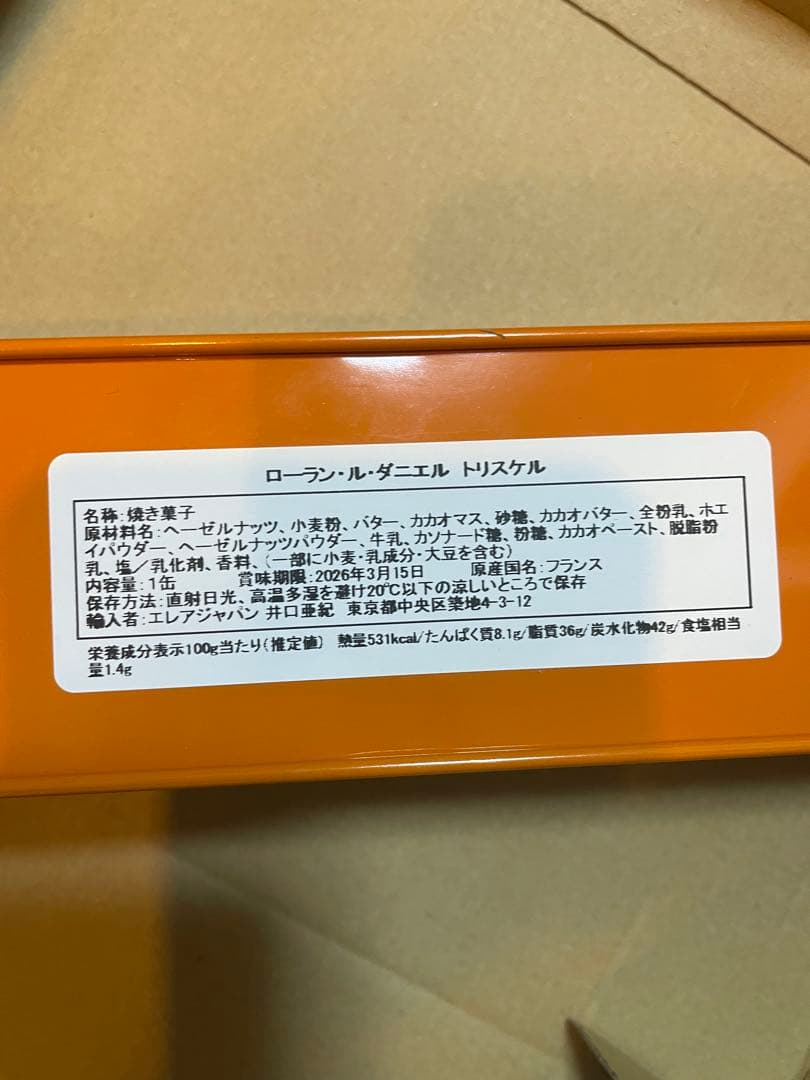 ローラン・ル・ダニエル トリスケル
名称:焼き菓子
原材料名:ヘーゼルナッツ、小麦粉、バター、カカオマス、砂糖、カカオバター、全粉乳、ホエ
イパウダー、ヘーゼルナッツパウダー、牛乳、カソナード糖、粉糖、カカオペースト、脱脂粉
乳、塩/乳化剤、香料、(一部に小麦・乳成分・大豆を含む)
内容量:1缶 賞味期限:2026年3月15日 原産国名:フランス
保存方法:直射日光、高温多湿を避け20℃以下の涼しいところで保存
輸入者:エレアジャパン 井口亜紀 東京都中央区築地4-3-12
栄養成分表示100g当たり(推定値) 熱量531kcal/たんぱく質8.1g/脂質36g/炭水化物42g/食塩相当
量1.4g